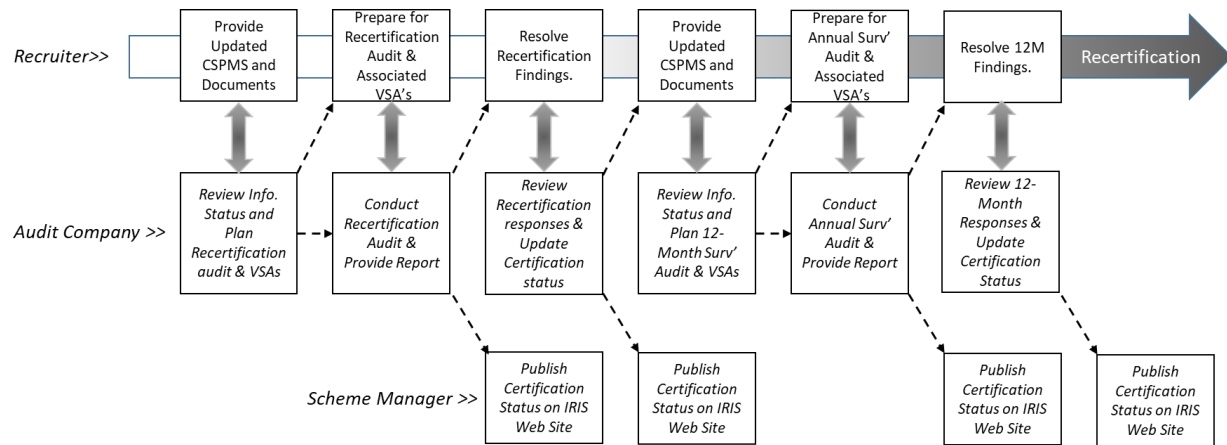 Recruiter>>
Provide
Updated
CSPMS and
Documents
Prepare for
Recertification
Audit &
Associated
VSA's
Resolve
Recertification
Findings.
Provide
Updated
CSPMS and
Documents
Prepare for
Annual Surv'
Audit &
Associated
VSA's
Resolve 12M
Findings.
Recertification
Audit Company >>
Review Info.
Status and
Plan
Recertification
audit & VSAs
Conduct
Recertification
Audit &
Provide Report
Review
Recertification
responses &
Update
Certification
status
Review Info.
Status and
Plan 12-
Month Surv'
Audit & VSAs
Conduct
Annual Surv'
Audit &
Provide Report
Review 12-
Month
Responses &
Update
Certification
Status
Scheme Manager >>
Publish
Certification
Status on IRIS
Web Site
Publish
Certification
Status on IRIS
Web Site
Publish
Certification
Status on IRIS
Web Site
Publish
Certification
Status on IRIS
Web Site